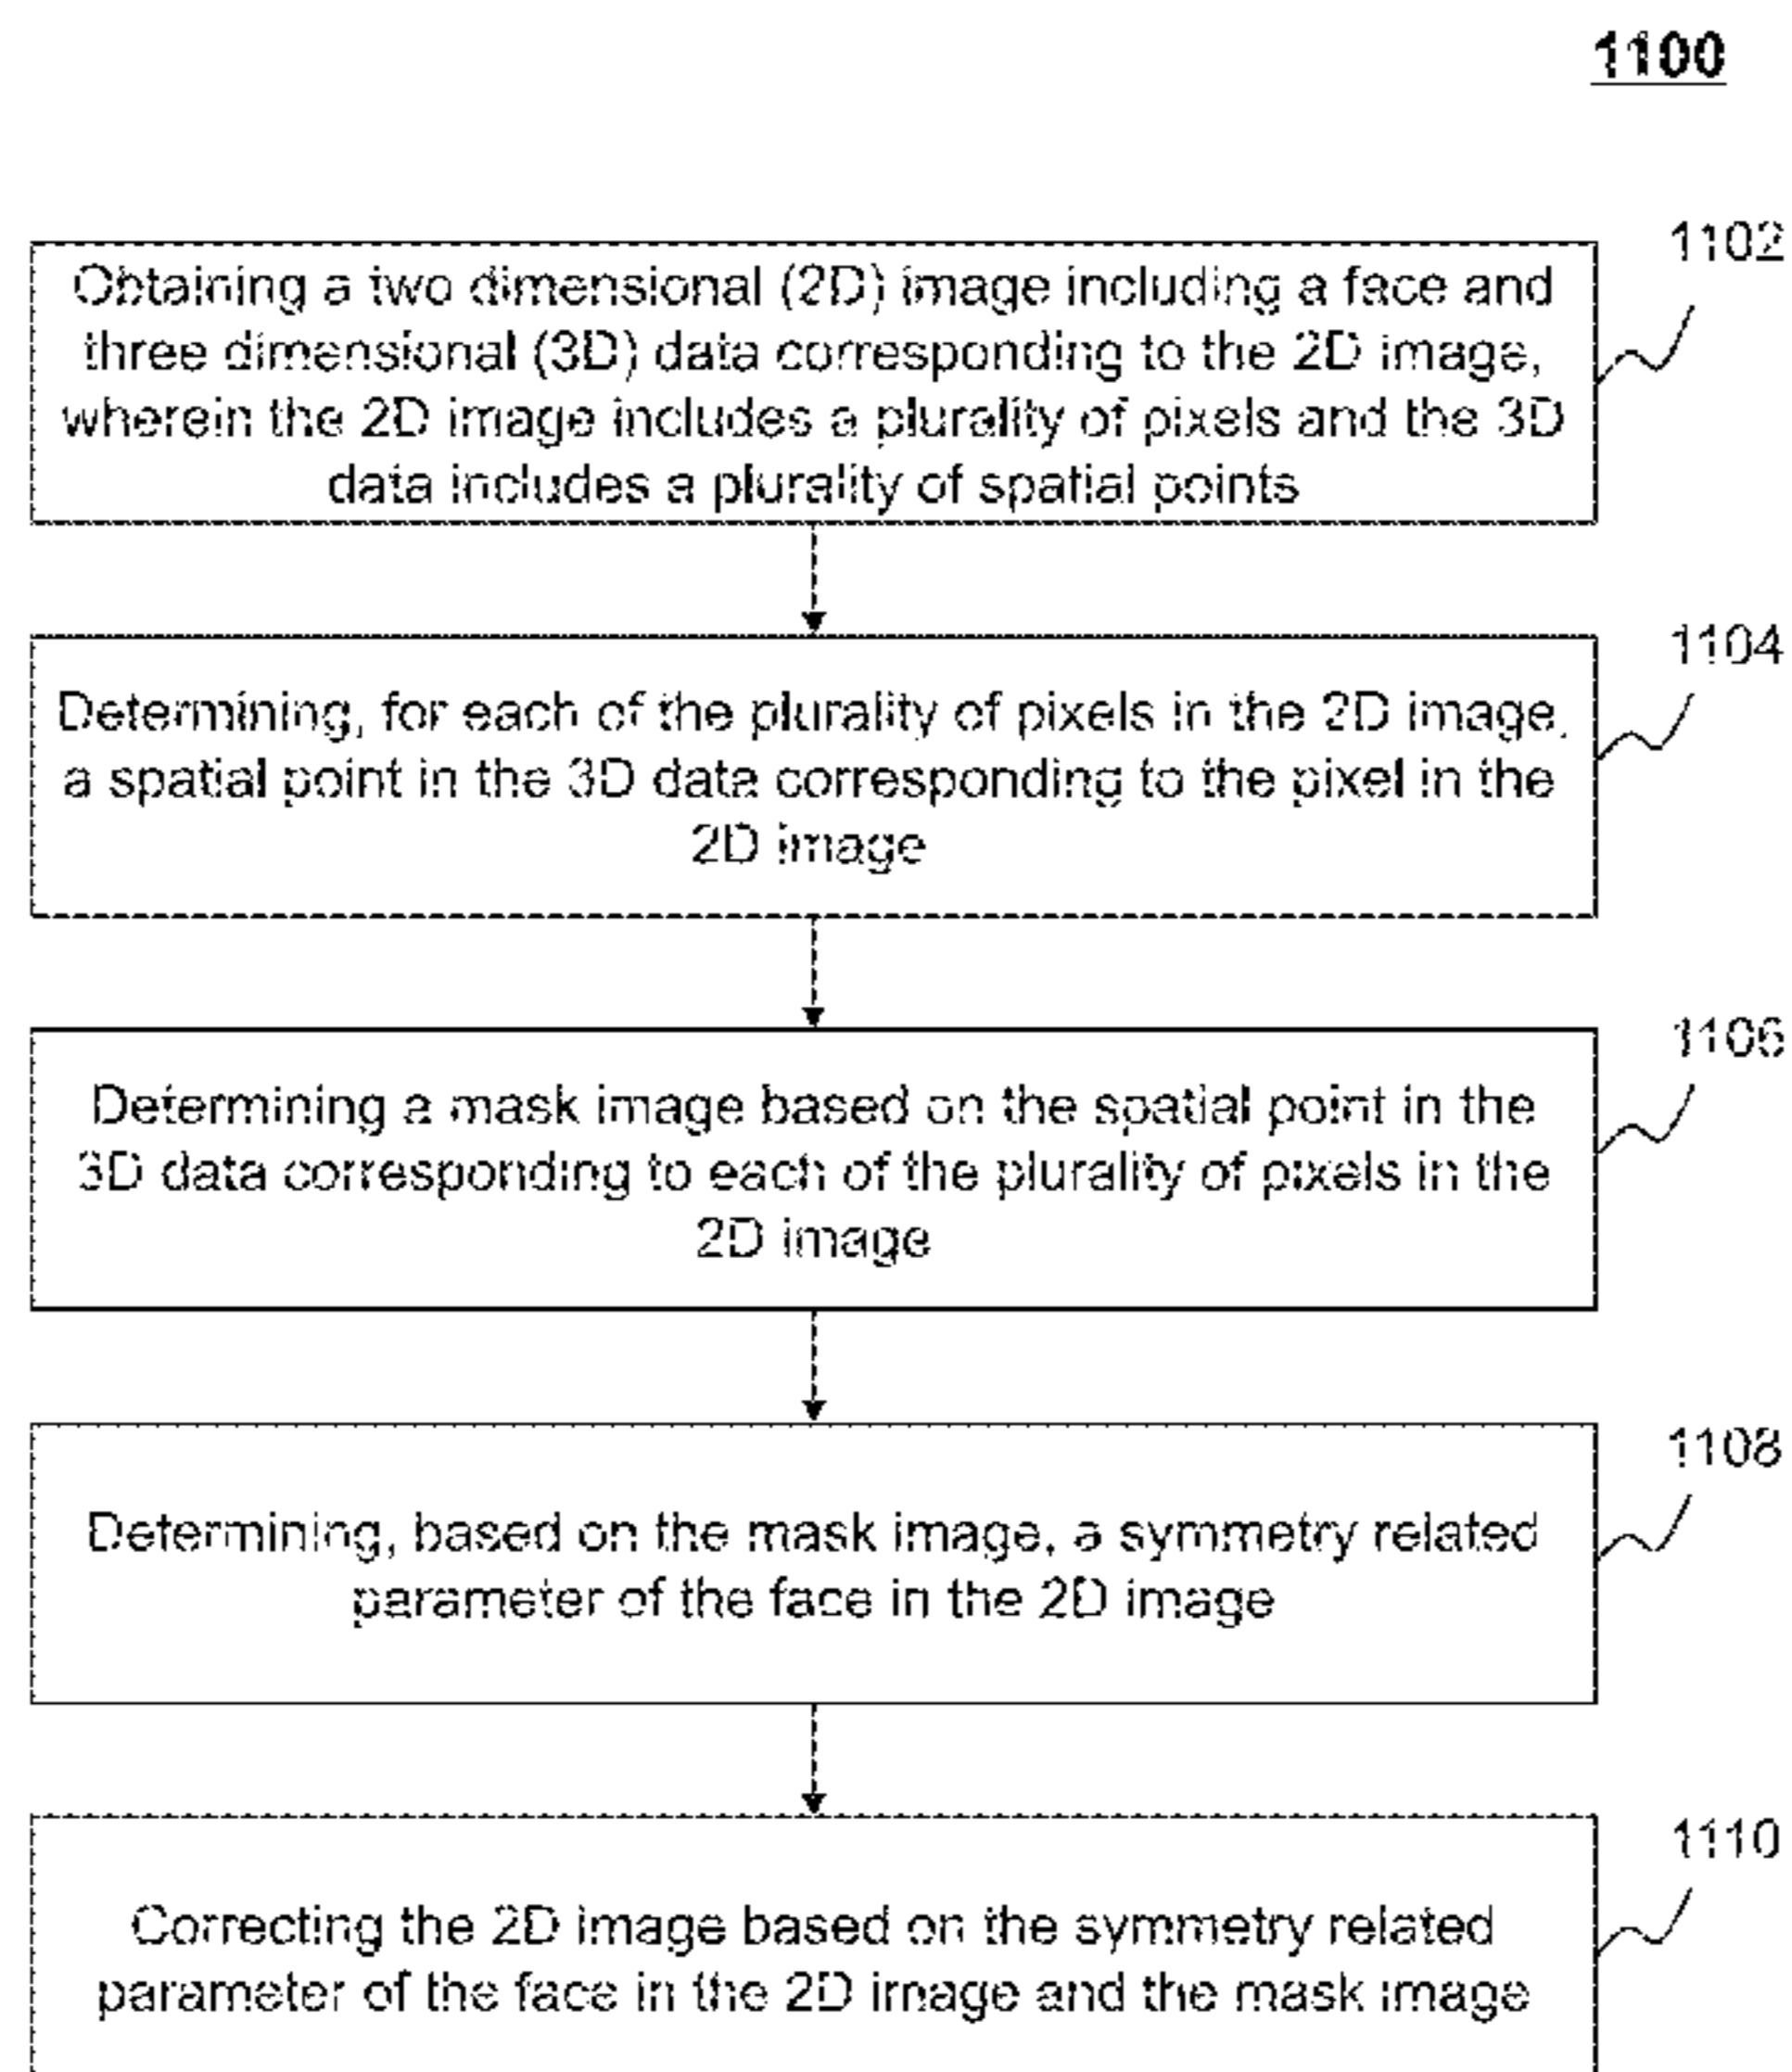 1100
1102
Obtaining a two dimensional (2D) image including a face and
three dimensional (3D) data corresponding to the 2D image,
wherein the 2D image includes a plurality of pixels and the 3D
data includes a plurality of spatial points
1104
Determining, for each of the plurality of pixels in the 2D image,
a spatial point in the 3D data corresponding to the pixel in the
2D image
1106
Determining a mask image based on the spatial point in the
3D data corresponding to each of the plurality of pixels in the
2D image
1108
Determining, based on the mask image, a symmetry related
parameter of the face in the 2D image
1110
Correcting the 2D image based on the symmetry related
parameter of the face in the 2D image and the mask image